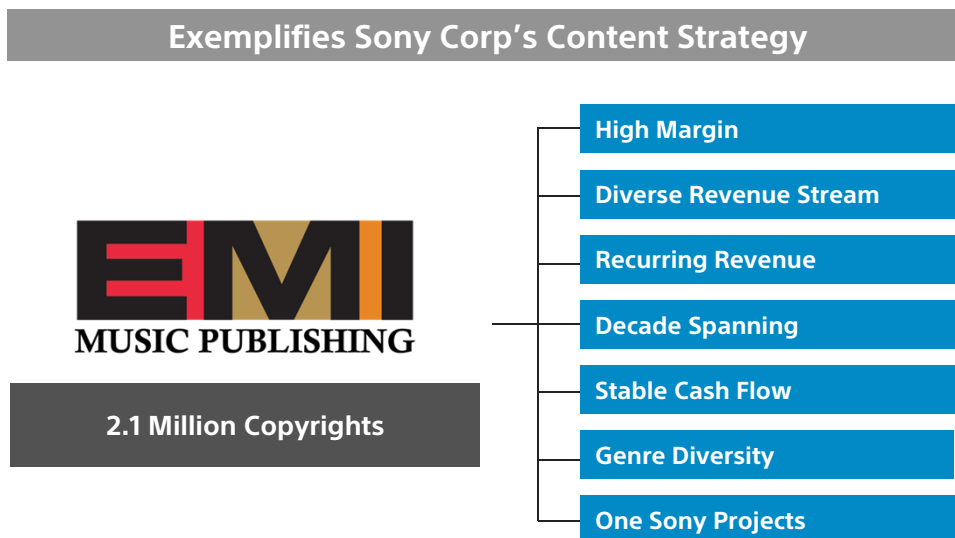 Exemplifies Sony Corp’s Content Strategy
EMI
MUSIC PUBLISHING
2.1 Million Copyrights
High Margin
Diverse Revenue Stream
Recurring Revenue
Decade Spanning
Stable Cash Flow
Genre Diversity
One Sony Projects